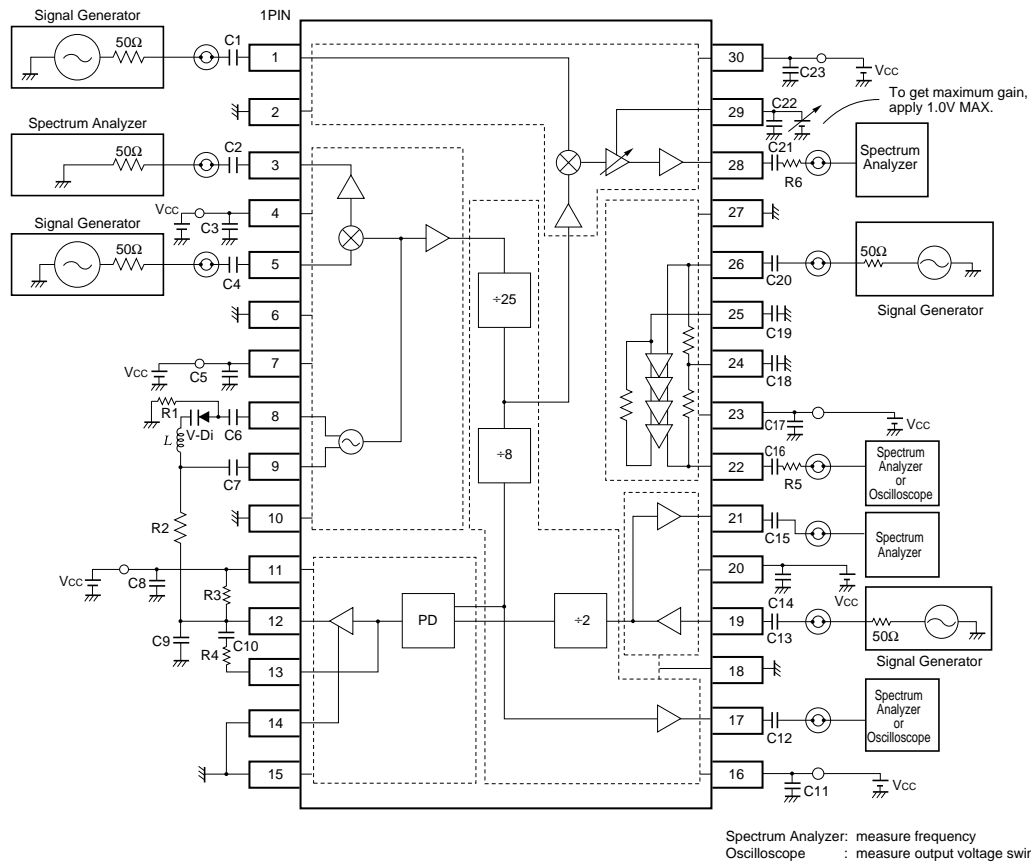 Signal Generator
50Ω
C1
1PIN
1
2
Spectrum Analyzer
50Ω
C2
3
Vcc
C3
4
Signal Generator
50Ω
C4
5
6
Vcc
C5
7
R1
V-Di
C6
8
L
C7
9
R2
10
Vcc
C8
11
R3
12
C9
C10
R4
13
14
15
÷25
÷8
PD
÷2
30
C23
Vcc
To get maximum gain,
apply 1.0V MAX.
29
C22
28
C21
R6
Spectrum
Analyzer
27
26
C20
50Ω
Signal Generator
25
C19
24
C18
23
C17
Vcc
22
C16
R5
Spectrum
Analyzer
or
Oscilloscope
21
C15
Spectrum
Analyzer
20
C14
Vcc
19
C13
50Ω
Signal Generator
18
17
C12
Spectrum
Analyzer
or
Oscilloscope
16
C11
Vcc
Spectrum Analyzer: measure frequency
Oscilloscope : measure output voltage swin